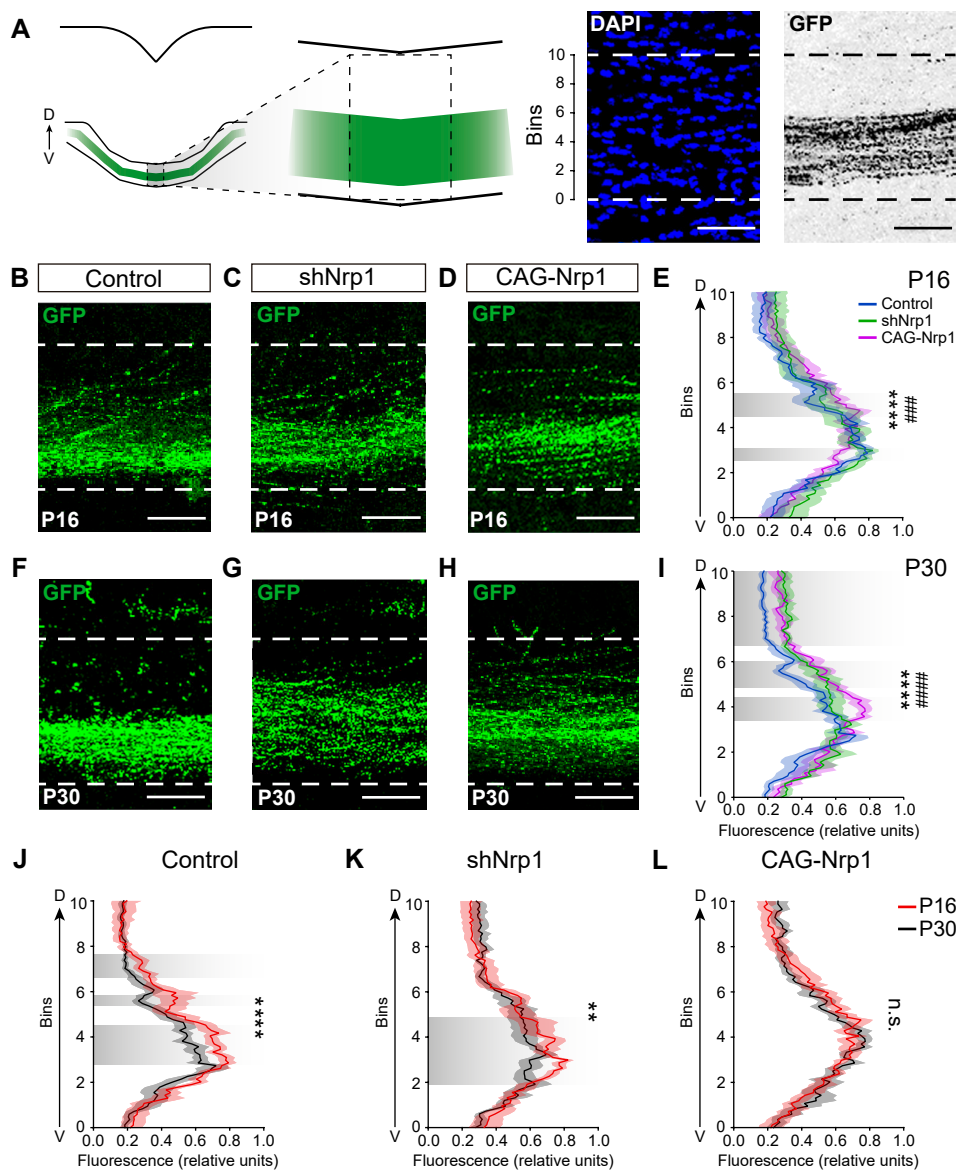 A
D
V
Bins
10
8
6
4
2
0
DAPI
GFP
B
Control
C
shNrp1
D
CAG-Nrp1
GFP
P16
GFP
P16
GFP
P16
E
P16
D
V
Bins
10
8
6
4
2
0
Control
shNrp1
CAG-Nrp1
****
###
0.0 0.2 0.4 0.6 0.8 1.0
F
GFP
P30
G
GFP
P30
H
GFP
P30
I
P30
D
V
Bins
10
8
6
4
2
0
****
####
0.0 0.2 0.4 0.6 0.8 1.0
Fluorescence (relative units)
J
Control
D
V
Bins
10
8
6
4
2
0
****
0.0 0.2 0.4 0.6 0.8 1.0
Fluorescence (relative units)
K
shNrp1
D
V
Bins
10
8
6
4
2
0
**
0.0 0.2 0.4 0.6 0.8 1.0
Fluorescence (relative units)
L
CAG-Nrp1
D
V
Bins
10
8
6
4
2
0
P16
P30
n.s.
0.0 0.2 0.4 0.6 0.8 1.0
Fluorescence (relative units)